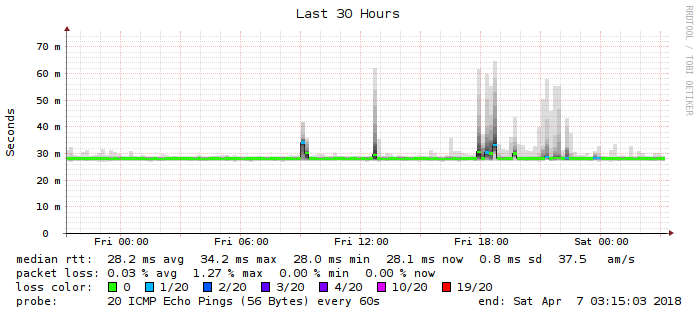 Last 30 Hours
RRDTOOL / TOBI OETIKER
Seconds
70 m
60 m
50 m
40 m
30 m
20 m
10 m
0
Fri 00:00 Fri 06:00 Fri 12:00 Fri 18:00 Sat 00:00
median rtt: 28.2 ms avg 34.2 ms max 28.0 ms min 28.1 ms now 0.8 ms sd 37.5 am/s
packet loss: 0.03 % avg 1.27 % max 0.00 % min 0.00 % now
loss color: 0 1/20 2/20 3/20 4/20 10/20 19/20
probe: 20 ICMP Echo Pings (56 Bytes) every 60s end: Sat Apr 7 03:15:03 2018